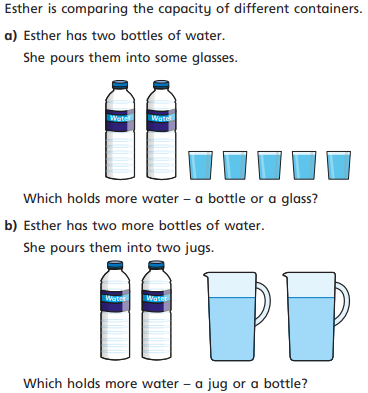 Esther is comparing the capacity of different containers.
a) Esther has two bottles of water.
She pours them into some glasses.
Water Water
Which holds more water – a bottle or a glass?
b) Esther has two more bottles of water.
She pours them into two jugs.
Water Water
Which holds more water – a jug or a bottle?